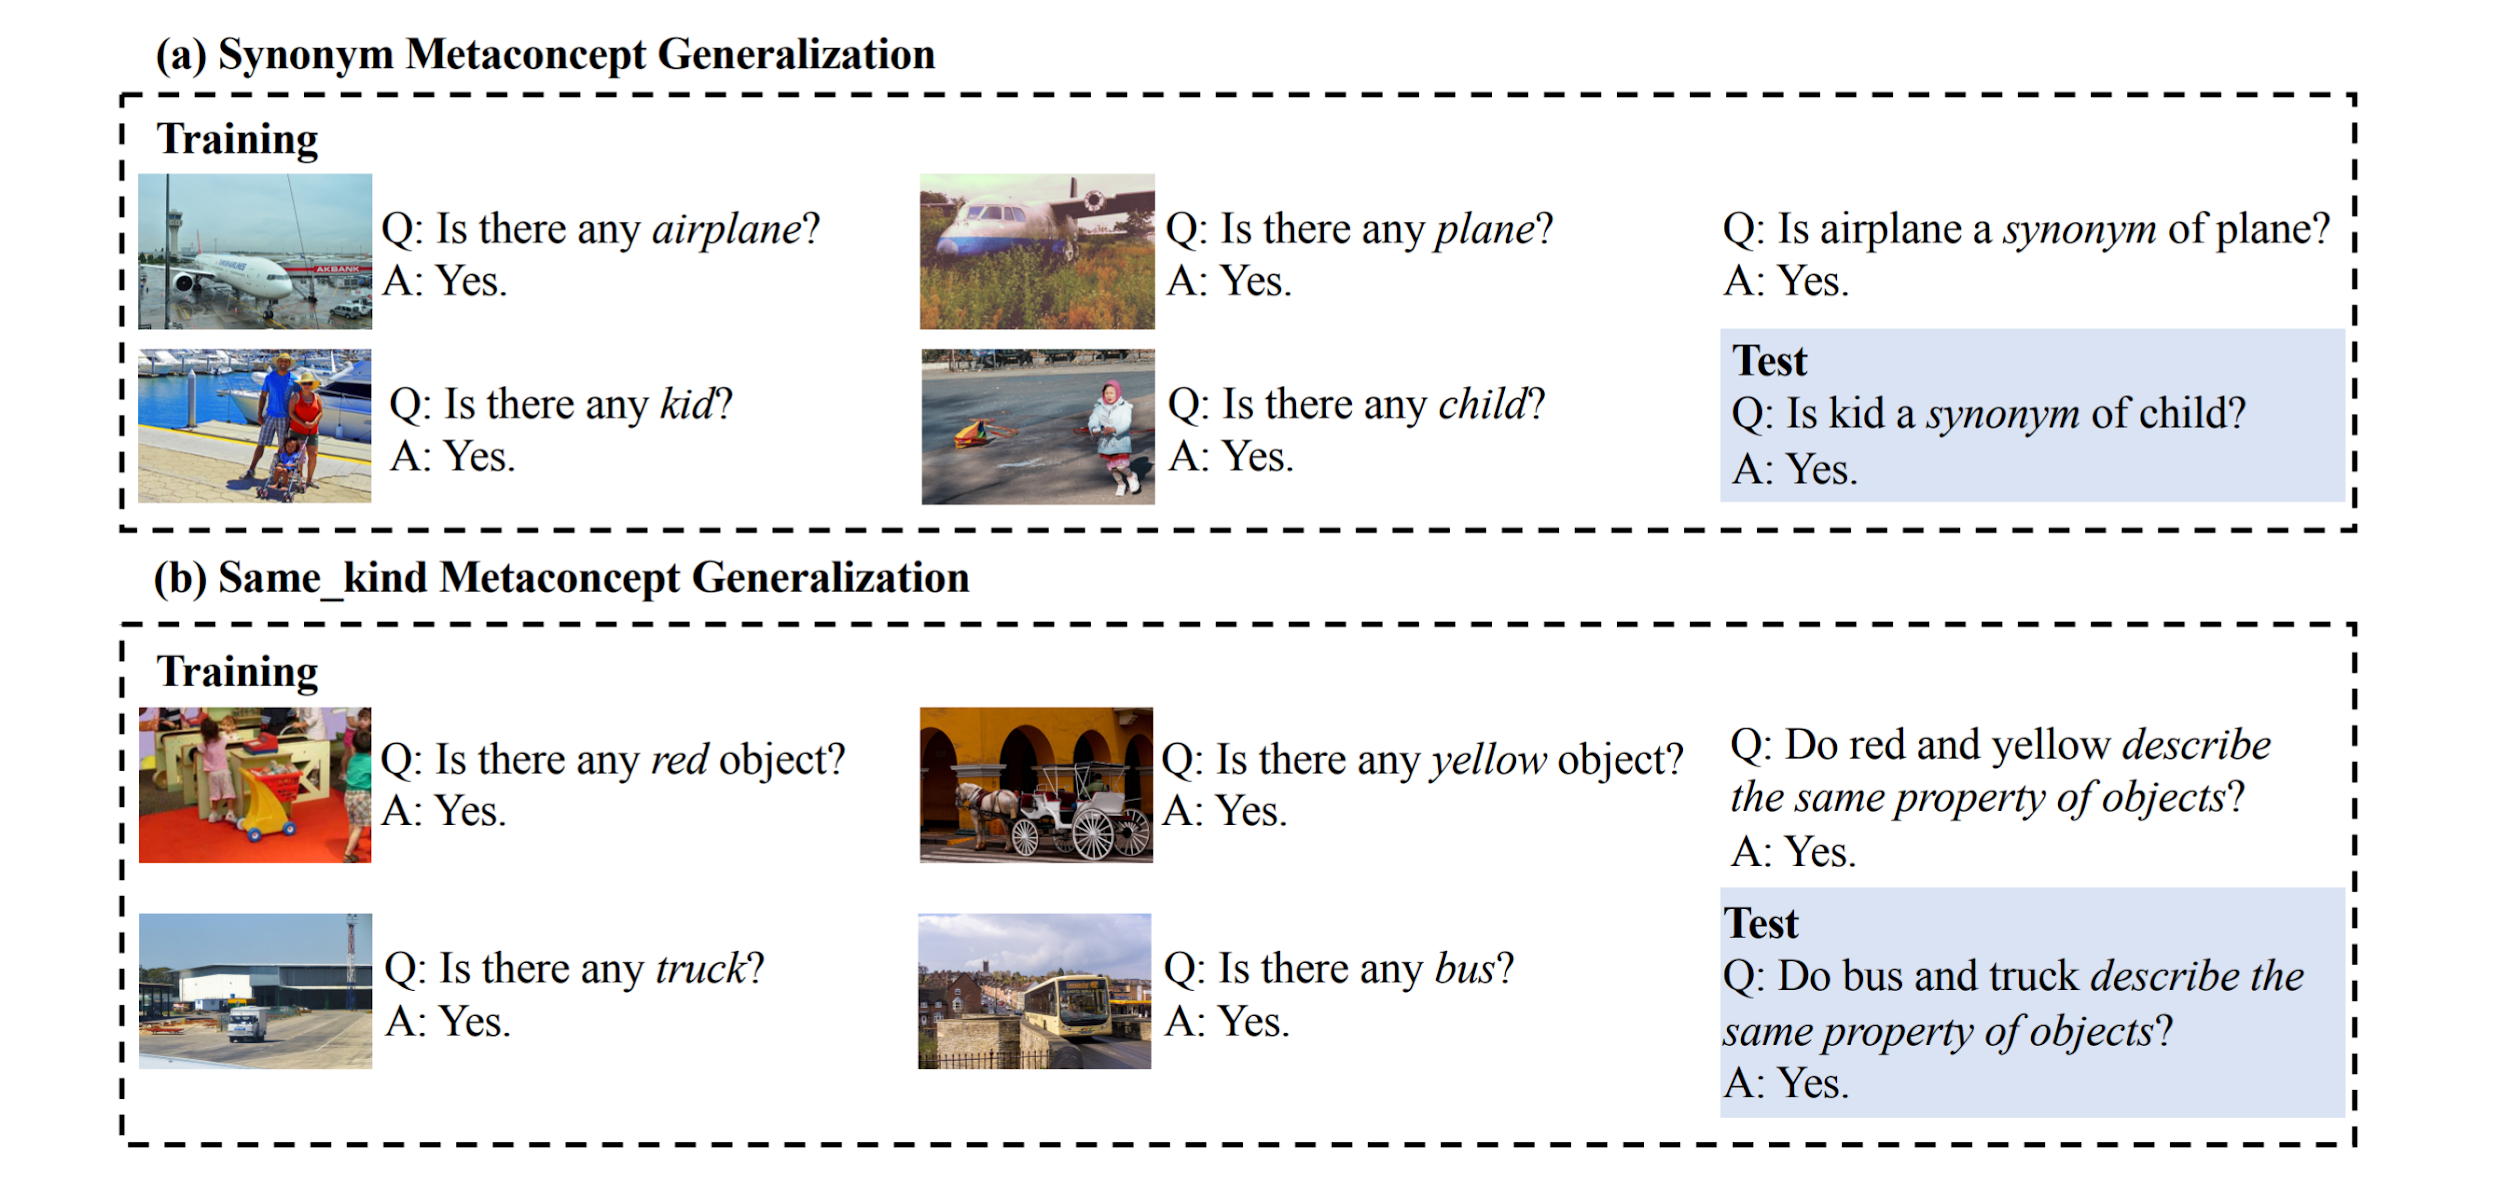 (a) Synonym Metaconcept Generalization
Training
Q: Is there any airplane?
A: Yes.
AKBANK
Q: Is there any plane?
A: Yes.
Q: Is airplane a synonym of plane?
A: Yes.
Q: Is there any kid?
A: Yes.
Q: Is there any child?
A: Yes.
Test
Q: Is kid a synonym of child?
A: Yes.
(b) Same_kind Metaconcept Generalization
Training
Q: Is there any red object?
A: Yes.
Q: Is there any yellow object?
A: Yes.
Q: Do red and yellow describe
the same property of objects?
A: Yes.
Q: Is there any truck?
A: Yes.
Q: Is there any bus?
A: Yes.
Test
Q: Do bus and truck describe the
same property of objects?
A: Yes.